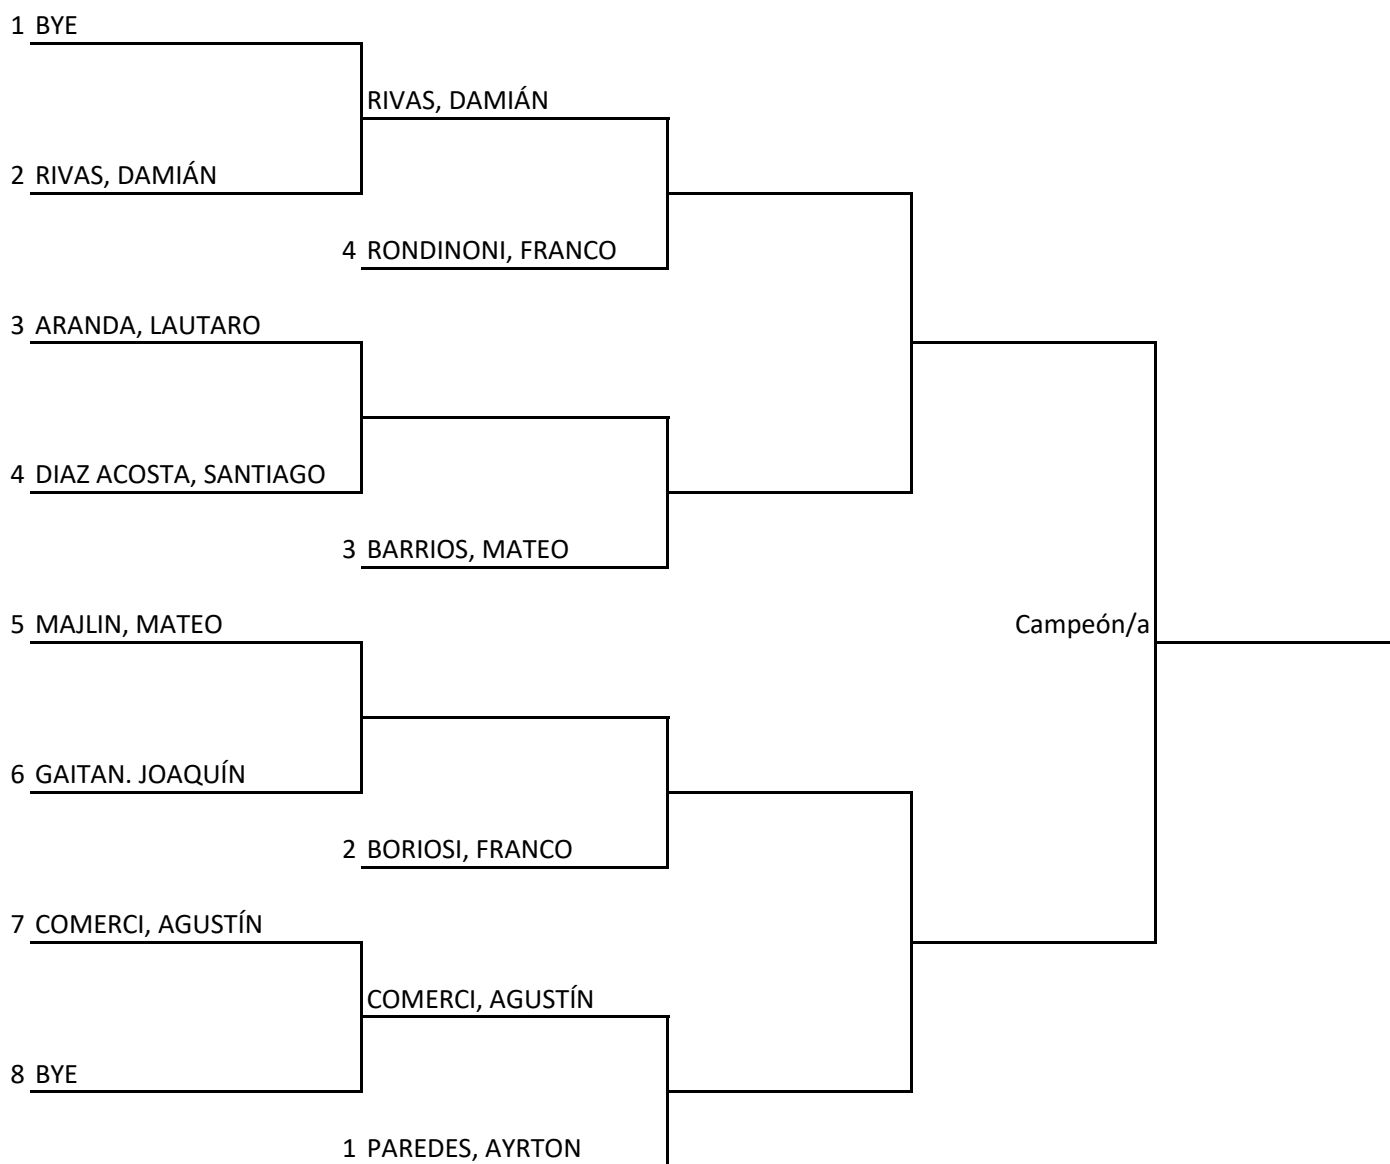 1 BYE
RIVAS, DAMIÁN
2 RIVAS, DAMIÁN
4 RONDINONI, FRANCO
3 ARANDA, LAUTARO
4 DIAZ ACOSTA, SANTIAGO
3 BARRIOS, MATEO
5 MAJLIN, MATEO
Campeón/a
6 GAITAN. JOAQUÍN
2 BORIOSI, FRANCO
7 COMERCI, AGUSTÍN
COMERCI, AGUSTÍN
8 BYE
1 PAREDES, AYRTON